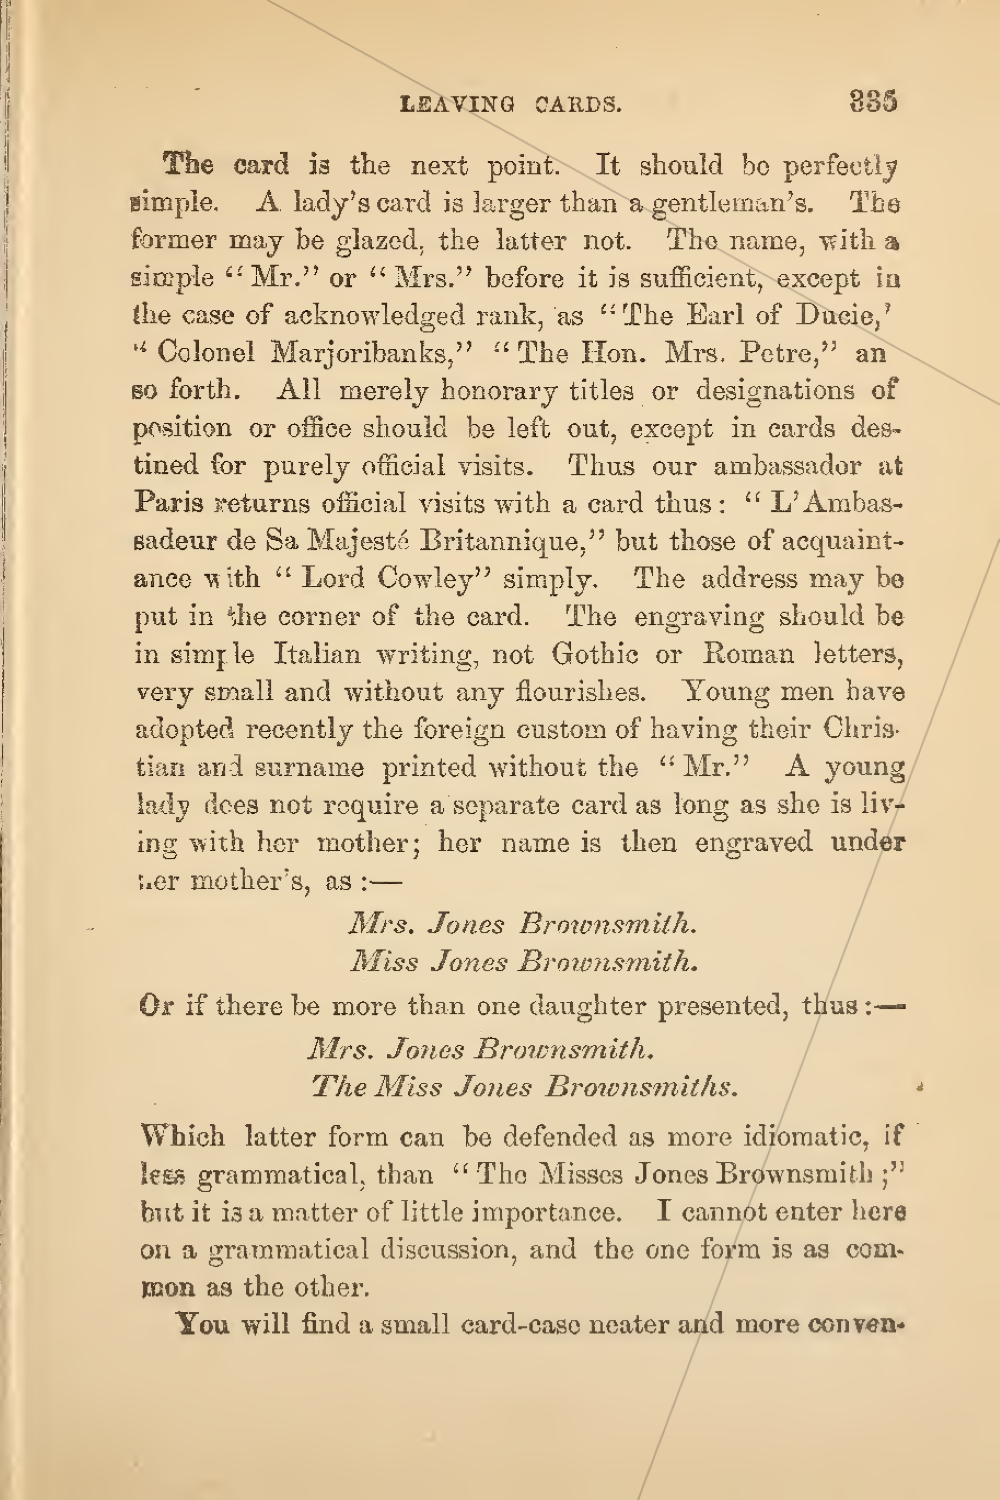 LEAVING CARDS. 335
The card is the next point. It should be perfectly
simple. A lady's card is larger than a gentleman's. The
former may be glazed, the latter not. The name, with a
simple “Mr.” or “Mrs.” before it is sufficient, except in
the case of acknowledged rank, as “The Earl of Ducie,’
“Colonel Marjoribanks,” “The Hon. Mrs. Petre,” an
so forth. All merely honorary titles or designations of
position or office should be left out, except in cards des-
tined for purely official visits. Thus our ambassador at
Paris returns official visits with a card thus: “L'Ambas-
sadeur de Sa Majesté Britannique,” but those of acquaint-
ance with “Lord Cowley” simply. The address may be
put in the corner of the card. The engraving should be
in simple Italian writing, not Gothic or Roman letters,
very small and without any flourishes. Young men have
adopted recently the foreign custom of having their Chris-
tian and surname printed without the “Mr.” A young
lady does not require a separate card as long as she is liv-
ing with her mother; her name is then engraved under
her mother's, as :—
Mrs. Jones Brownsmith.
Miss Jones Brownsmith.
Or if there be more than one daughter presented, thus :—
Mrs. Jones Brownsmith.
The Miss Jones Brownsmiths.
Which latter form can be defended as more idiomatic, if
less grammatical, than “The Misses Jones Brownsmith ;”
but it is a matter of little importance. I cannot enter here
on a grammatical discussion, and the one form is as com-
mon as the other.
You will find a small card-case neater and more conven-